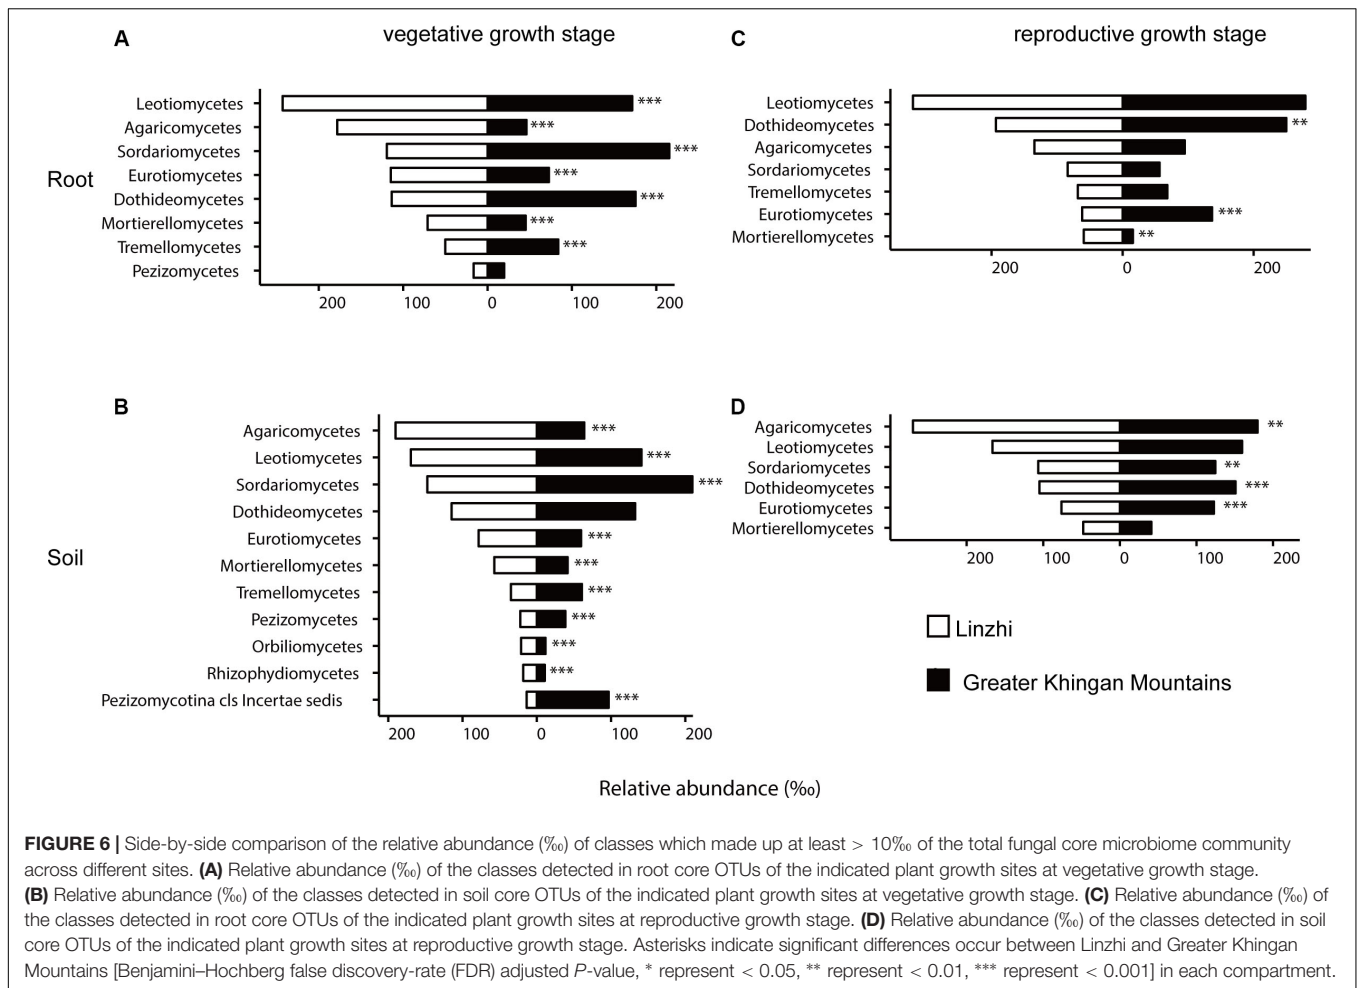 A
vegetative growth stage
Root
Leotiomycetes ***
Agaricomycetes ***
Sordariomycetes ***
Eurotiomycetes ***
Dothideomycetes ***
Mortierellomycetes ***
Tremellomycetes ***
Pezizomycetes
200 100 0 100 200
C
reproductive growth stage
Leotiomycetes
Dothideomycetes **
Agaricomycetes
Sordariomycetes
Tremellomycetes
Eurotiomycetes ***
Mortierellomycetes **
200 0 200
B
Soil
Agaricomycetes ***
Leotiomycetes ***
Sordariomycetes ***
Dothideomycetes
Eurotiomycetes ***
Mortierellomycetes ***
Tremellomycetes ***
Pezizomycetes ***
Orbiliomycetes ***
Rhizophydiomycetes ***
Pezizomycotina cls Incertae sedis ***
200 100 0 100 200
D
Agaricomycetes **
Leotiomycetes
Sordariomycetes **
Dothideomycetes ***
Eurotiomycetes ***
Mortierellomycetes
200 100 0 100 200
Linzhi
Greater Khingan Mountains
Relative abundance (‰)
FIGURE 6 | Side-by-side comparison of the relative abundance (‰) of classes which made up at least > 10‰ of the total fungal core microbiome community
across different sites. (A) Relative abundance (‰) of the classes detected in root core OTUs of the indicated plant growth sites at vegetative growth stage.
(B) Relative abundance (‰) of the classes detected in soil core OTUs of the indicated plant growth sites at vegetative growth stage. (C) Relative abundance (‰) of
the classes detected in root core OTUs of the indicated plant growth sites at reproductive growth stage. (D) Relative abundance (‰) of the classes detected in soil
core OTUs of the indicated plant growth sites at reproductive growth stage. Asterisks indicate significant differences occur between Linzhi and Greater Khingan
Mountains [Benjamini–Hochberg false discovery-rate (FDR) adjusted P-value, * represent < 0.05, ** represent < 0.01, *** represent < 0.001] in each compartment.